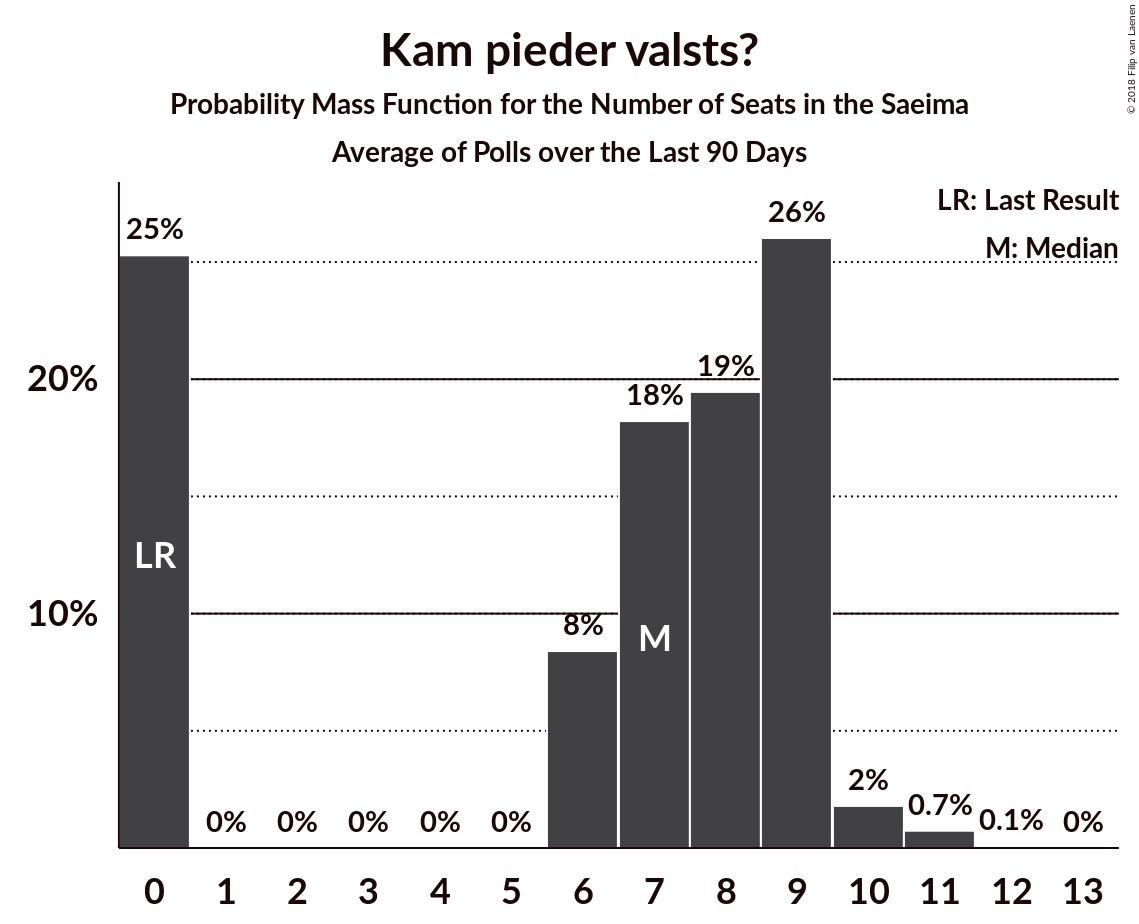 Kam pieder valsts?
Probability Mass Function for the Number of Seats in the Saeima
Average of Polls over the Last 90 Days
© 2018 Filip van Laenen
LR: Last Result
M: Median
25%
0%
0%
0%
0%
0%
8%
18%
19%
26%
2%
0.7%
0.1%
0%
20%
10%
LR
M
0 1 2 3 4 5 6 7 8 9 10 11 12 13